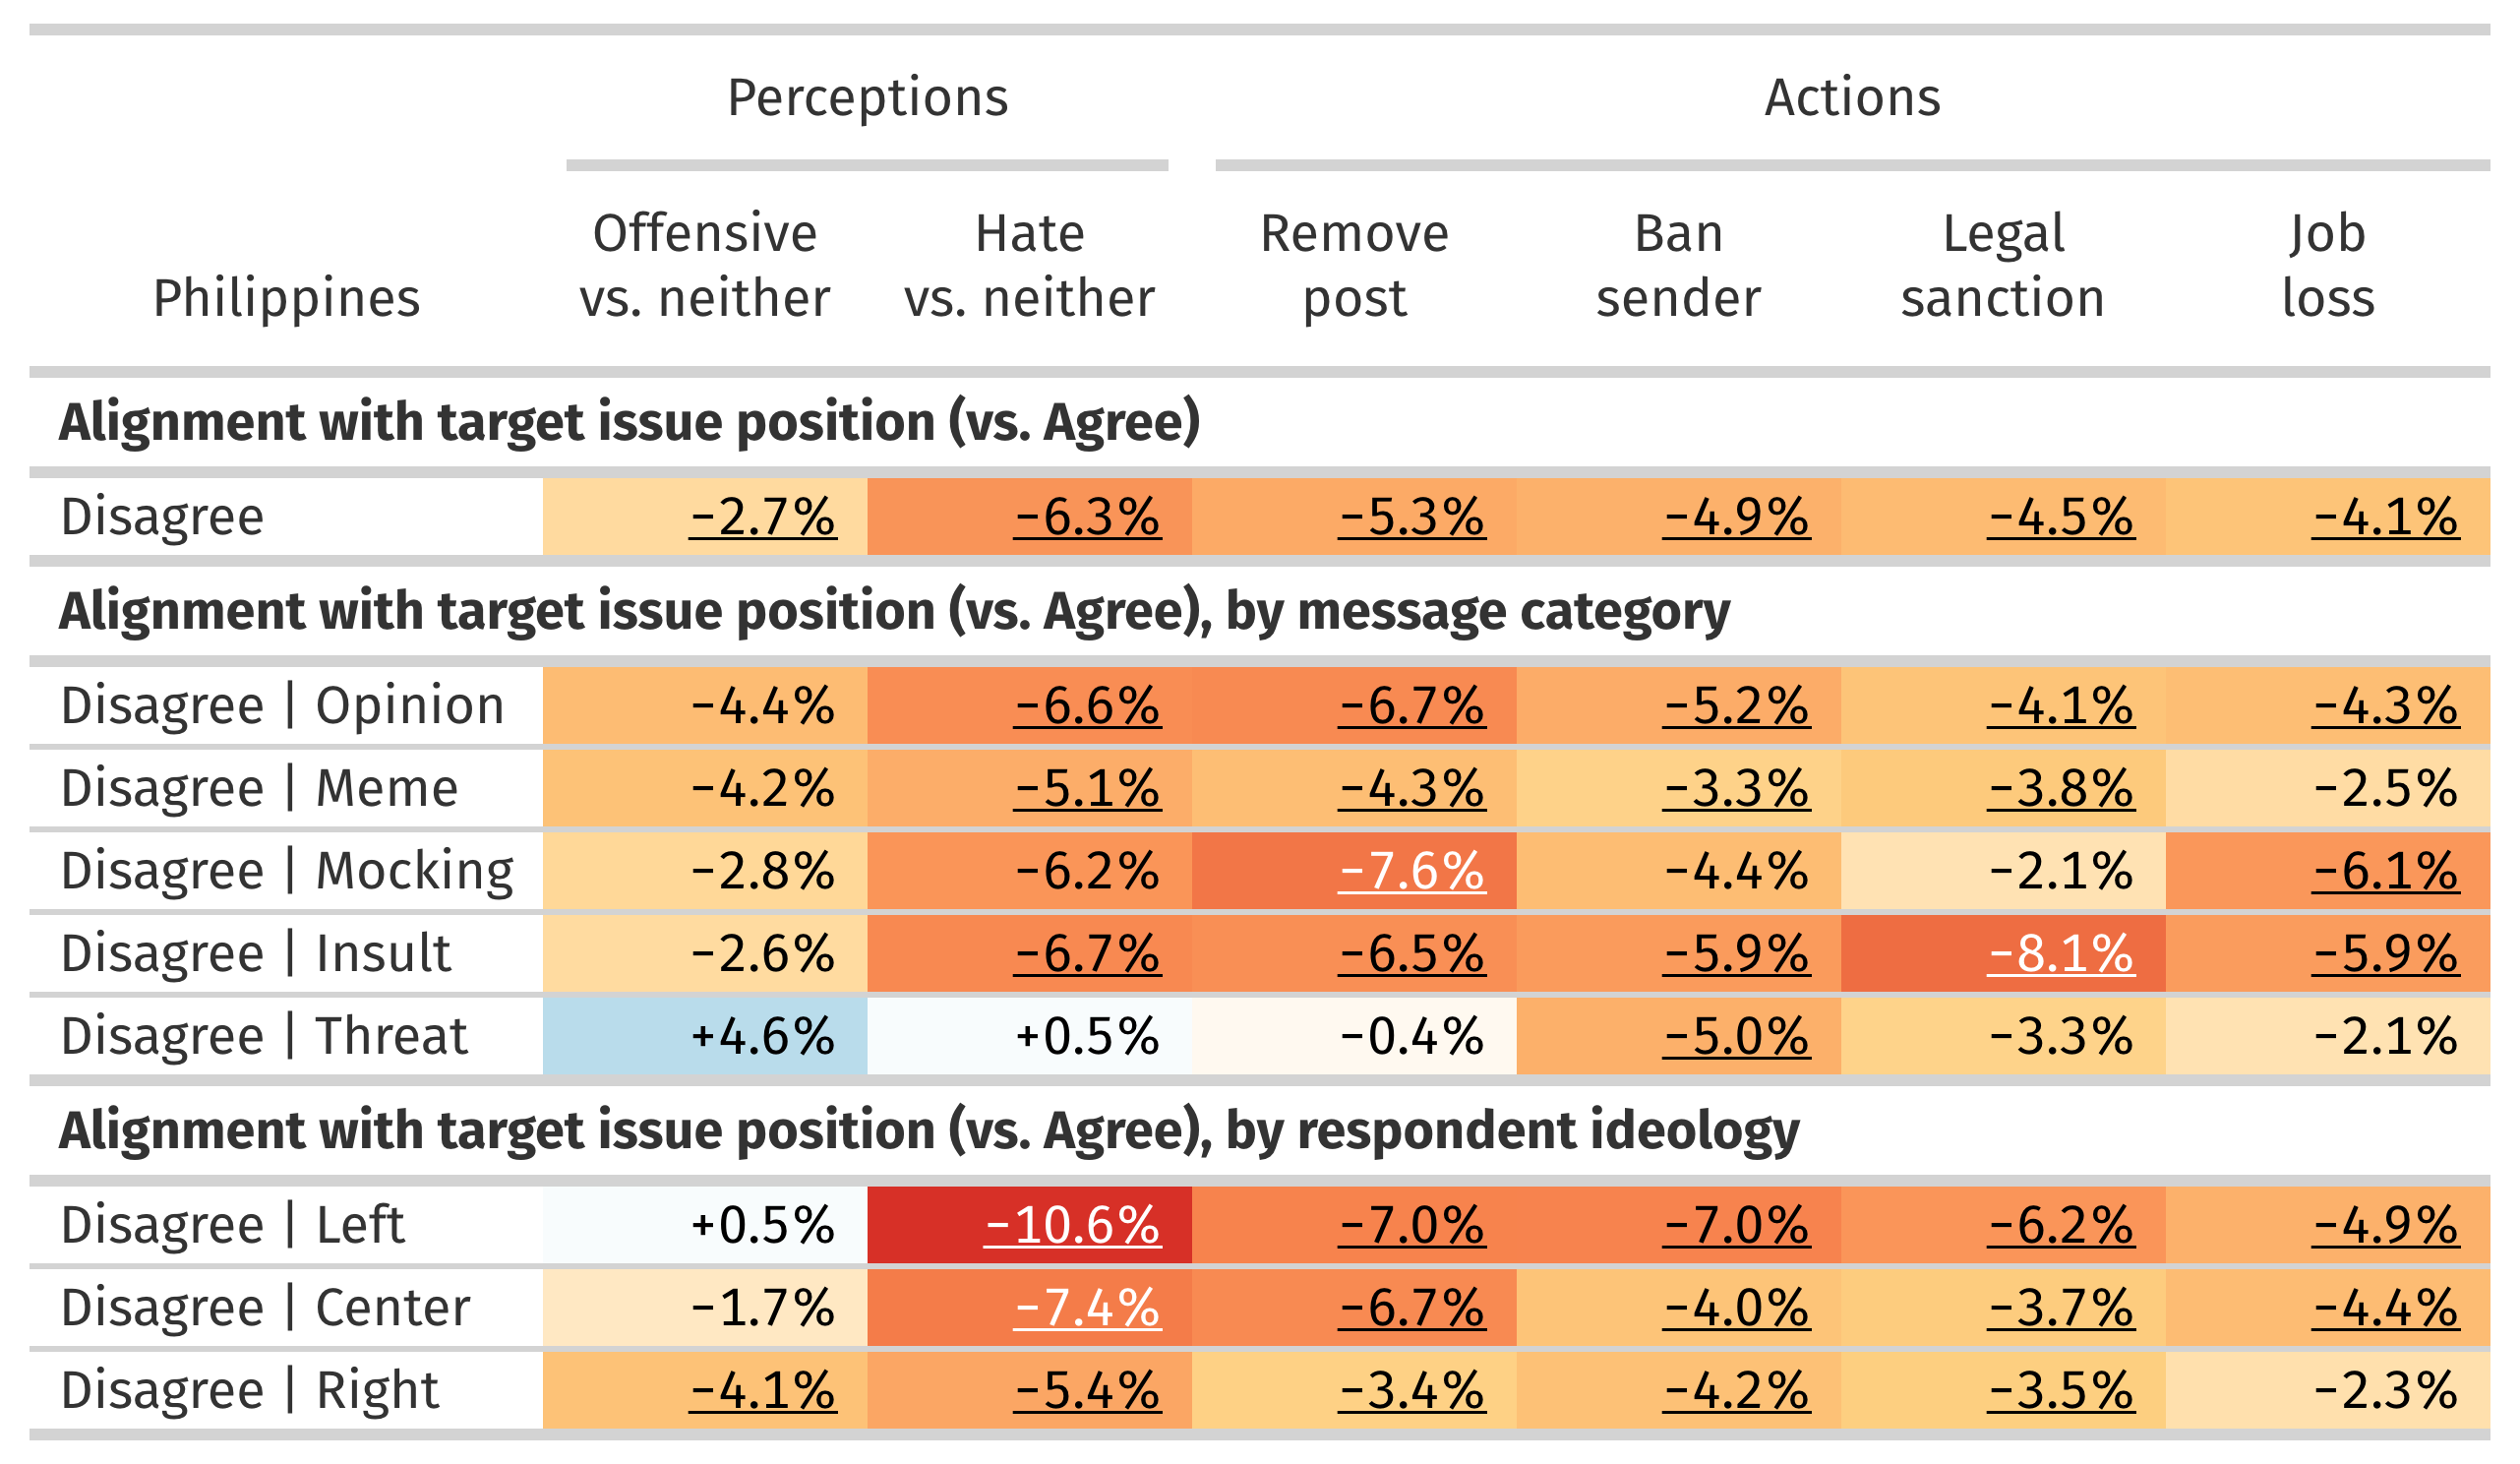 Perceptions Actions
Philippines Offensive vs. neither Hate vs. neither Remove post Ban sender Legal sanction Job loss
Alignment with target issue position (vs. Agree)
Disagree −2.7% −6.3% −5.3% −4.9% −4.5% −4.1%
Alignment with target issue position (vs. Agree), by message category
Disagree | Opinion −4.4% −6.6% −6.7% −5.2% −4.1% −4.3%
Disagree | Meme −4.2% −5.1% −4.3% −3.3% −3.8% −2.5%
Disagree | Mocking −2.8% −6.2% −7.6% −4.4% −2.1% −6.1%
Disagree | Insult −2.6% −6.7% −6.5% −5.9% −8.1% −5.9%
Disagree | Threat +4.6% +0.5% −0.4% −5.0% −3.3% −2.1%
Alignment with target issue position (vs. Agree), by respondent ideology
Disagree | Left +0.5% −10.6% −7.0% −7.0% −6.2% −4.9%
Disagree | Center −1.7% −7.4% −6.7% −4.0% −3.7% −4.4%
Disagree | Right −4.1% −5.4% −3.4% −4.2% −3.5% −2.3%